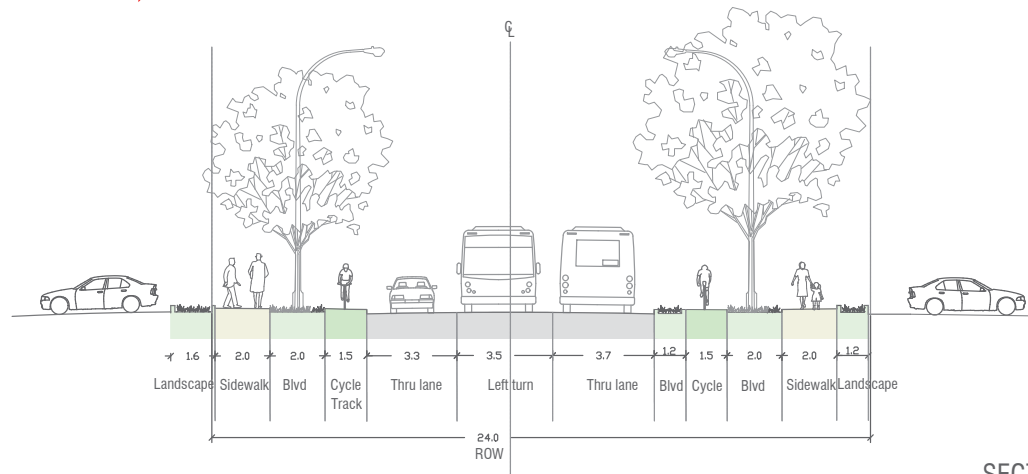 CL
1.6 2.0 2.0 1.5 3.3 3.5 3.7 1.2 1.5 2.0 2.0 1.2
Landscape Sidewalk Blvd Cycle Thru lane Left turn Thru lane Blvd Cycle Blvd Sidewalk Landscape
Track
24.0
ROW